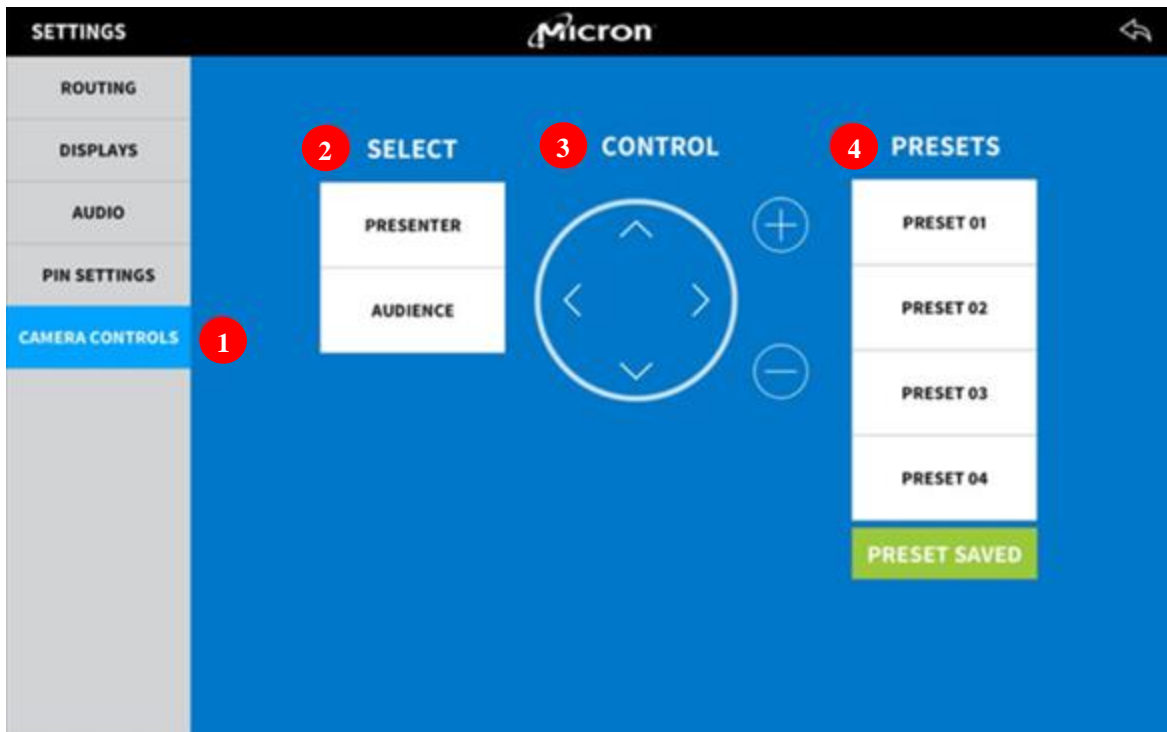 SETTINGS
Micron
ROUTING
DISPLAYS
AUDIO
PIN SETTINGS
CAMERA CONTROLS
1
2 SELECT
PRESENTER
AUDIENCE
3 CONTROL
4 PRESETS
PRESET 01
PRESET 02
PRESET 03
PRESET 04
PRESET SAVED